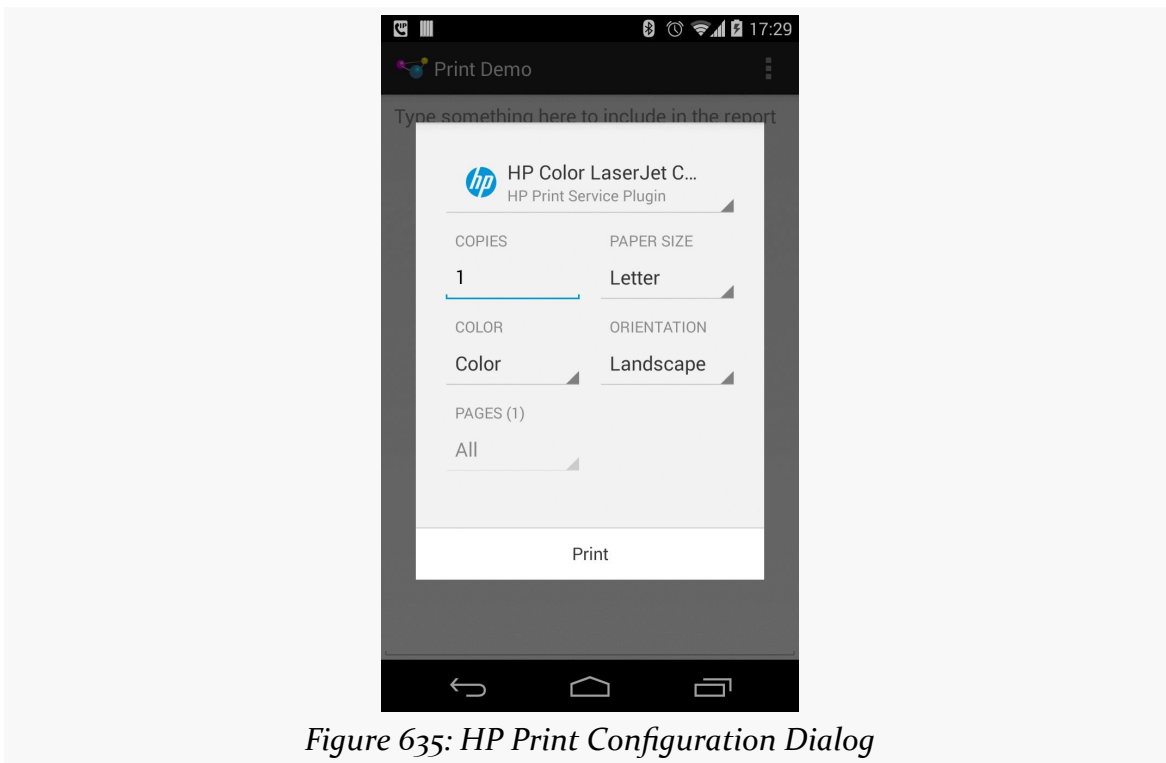 17:29
Print Demo
Type something here to include in the report
hp HP Color LaserJet C...
HP Print Service Plugin
COPIES PAPER SIZE
1 Letter
COLOR ORIENTATION
Color Landscape
PAGES (1)
All
Print
Figure 635: HP Print Configuration Dialog